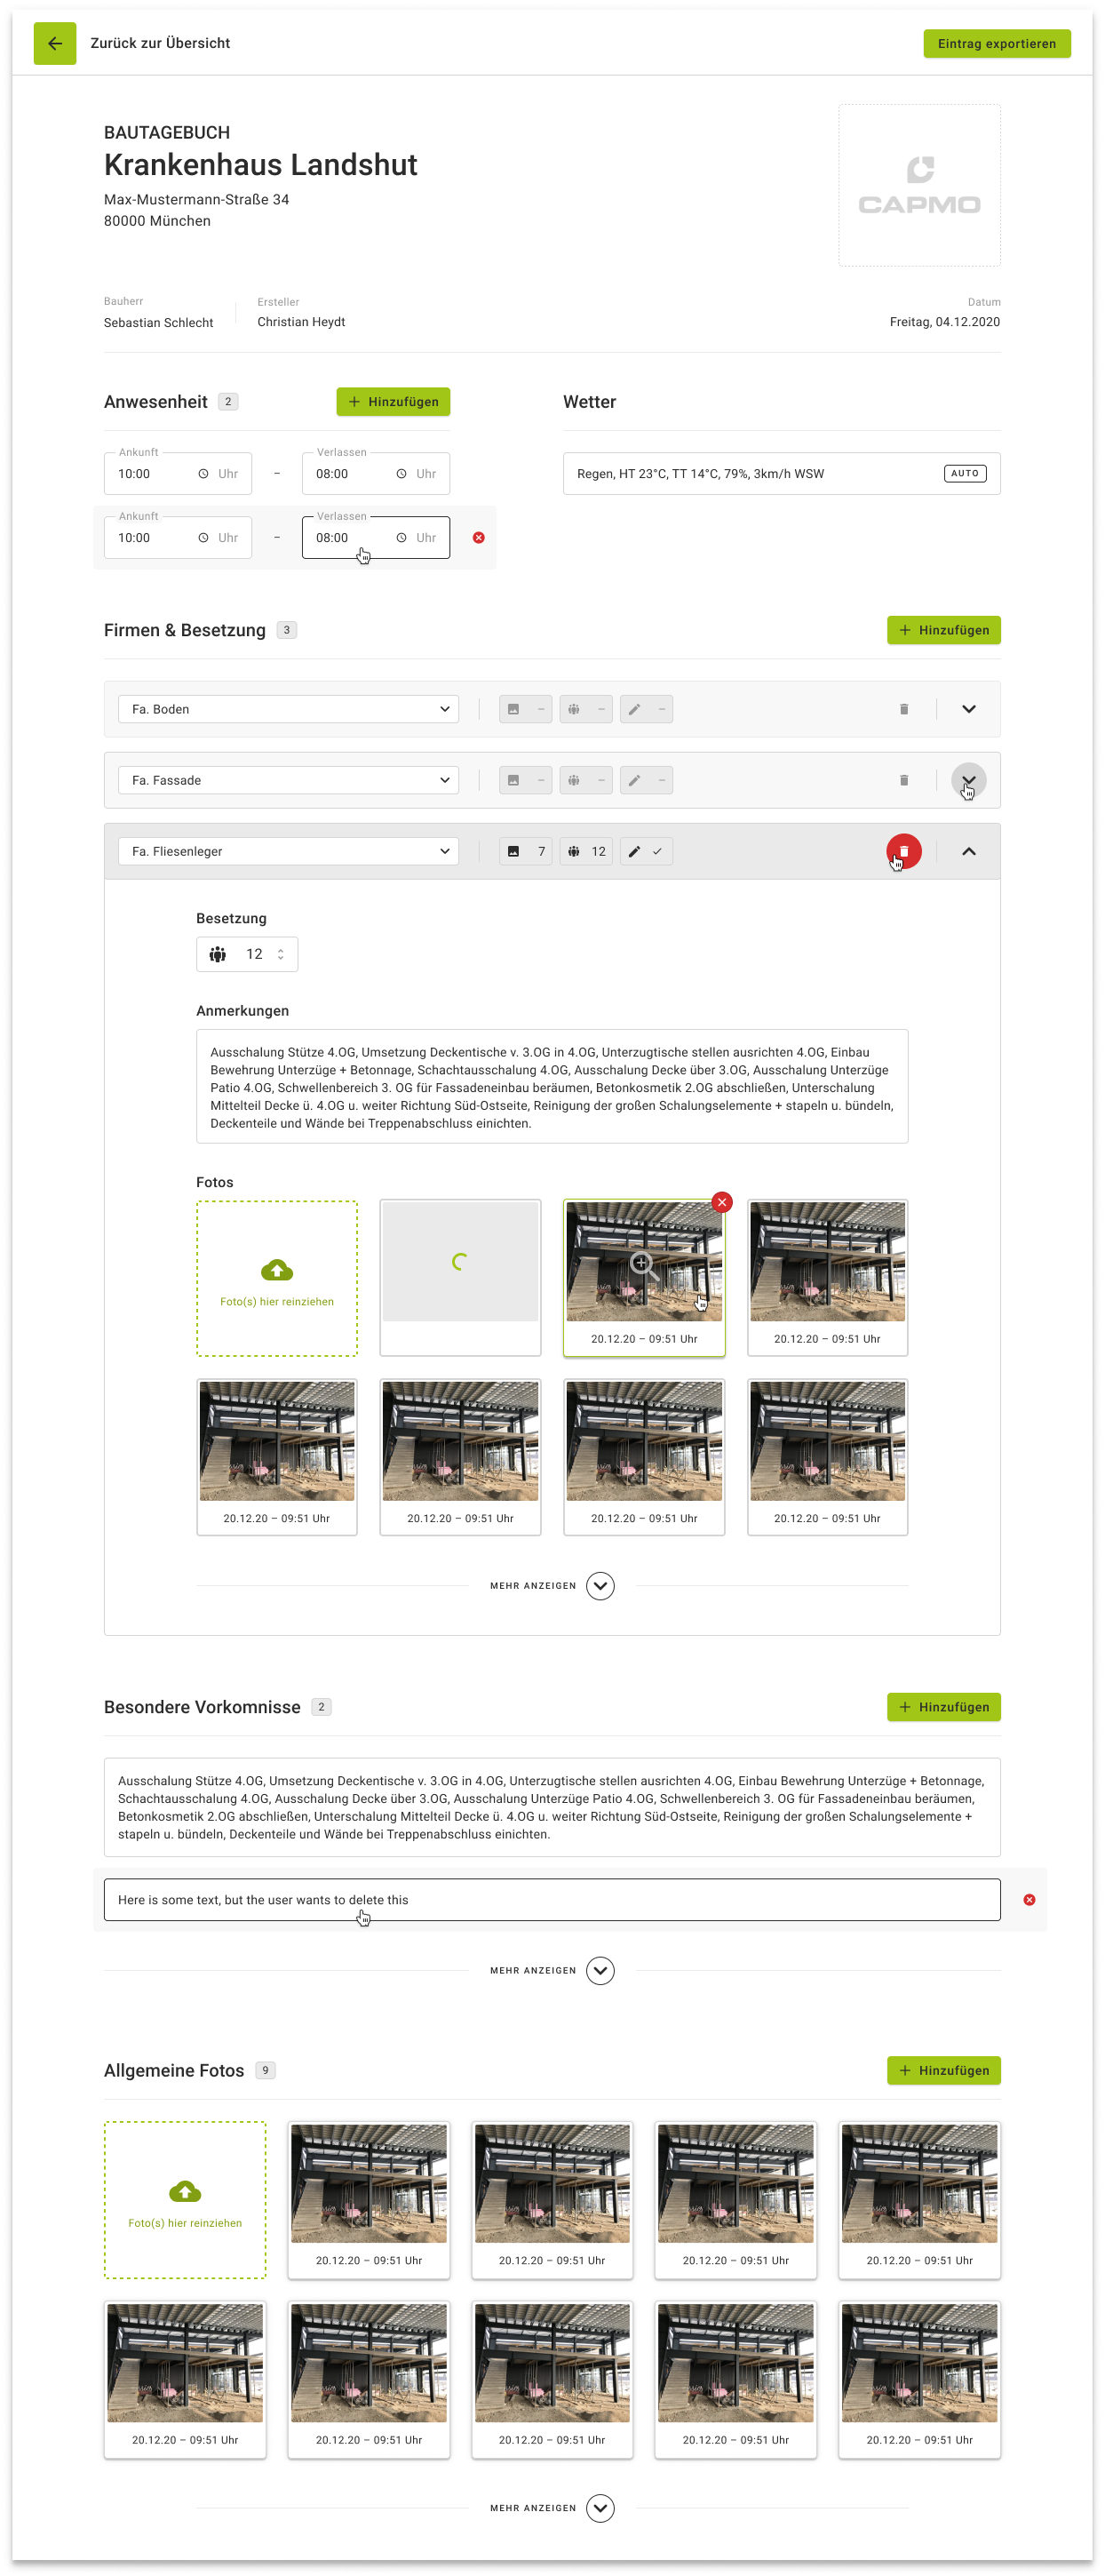 Zurück zur Übersicht
Eintrag exportieren
BAUTAGEBUCH
Krankenhaus Landshut
Max-Mustermann-Straße 34
80000 München
CAPMO
Bauherr
Sebastian Schlecht
Ersteller
Christian Heydt
Datum
Freitag, 04.12.2020
Anwesenheit 2
Hinzufügen
Ankunft
10:00 Uhr
–
Verlassen
08:00 Uhr
Ankunft
10:00 Uhr
–
Verlassen
08:00 Uhr
Wetter
Regen, HT 23°C, TT 14°C, 79%, 3km/h WSW
AUTO
Firmen & Besetzung 3
Hinzufügen
Fa. Boden – – –
Fa. Fassade – – –
Fa. Fliesenleger 7 12
Besetzung
12
Anmerkungen
Ausschalung Stütze 4.OG, Umsetzung Deckentische v. 3.OG in 4.OG, Unterzugtische stellen ausrichten 4.OG, Einbau
Bewehrung Unterzüge + Betonnage, Schachtausschalung 4.OG, Ausschalung Decke über 3.OG, Ausschalung Unterzüge
Patio 4.OG, Schwellenbereich 3. OG für Fassadeneinbau beräumen, Betonkosmetik 2.OG abschließen, Unterschalung
Mittelteil Decke ü. 4.OG u. weiter Richtung Süd-Ostseite, Reinigung der großen Schalungselemente + stapeln u. bündeln,
Deckenteile und Wände bei Treppenabschluss einichten.
Fotos
Foto(s) hier reinziehen
20.12.20 – 09:51 Uhr
20.12.20 – 09:51 Uhr
20.12.20 – 09:51 Uhr
20.12.20 – 09:51 Uhr
20.12.20 – 09:51 Uhr
20.12.20 – 09:51 Uhr
MEHR ANZEIGEN
Besondere Vorkomnisse 2
Hinzufügen
Ausschalung Stütze 4.OG, Umsetzung Deckentische v. 3.OG in 4.OG, Unterzugtische stellen ausrichten 4.OG, Einbau Bewehrung Unterzüge + Betonnage,
Schachtausschalung 4.OG, Ausschalung Decke über 3.OG, Ausschalung Unterzüge Patio 4.OG, Schwellenbereich 3. OG für Fassadeneinbau beräumen,
Betonkosmetik 2.OG abschließen, Unterschalung Mittelteil Decke ü. 4.OG u. weiter Richtung Süd-Ostseite, Reinigung der großen Schalungselemente +
stapeln u. bündeln, Deckenteile und Wände bei Treppenabschluss einichten.
Here is some text, but the user wants to delete this
MEHR ANZEIGEN
Allgemeine Fotos 9
Hinzufügen
Foto(s) hier reinziehen
20.12.20 – 09:51 Uhr
20.12.20 – 09:51 Uhr
20.12.20 – 09:51 Uhr
20.12.20 – 09:51 Uhr
20.12.20 – 09:51 Uhr
20.12.20 – 09:51 Uhr
20.12.20 – 09:51 Uhr
20.12.20 – 09:51 Uhr
20.12.20 – 09:51 Uhr
MEHR ANZEIGEN